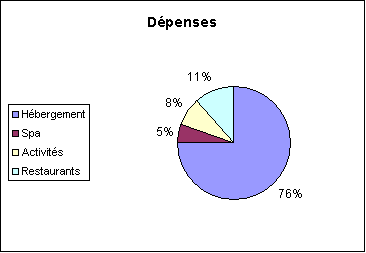 Dépenses
11%
8%
5%
76%
Hébergement
Spa
Activités
Restaurants